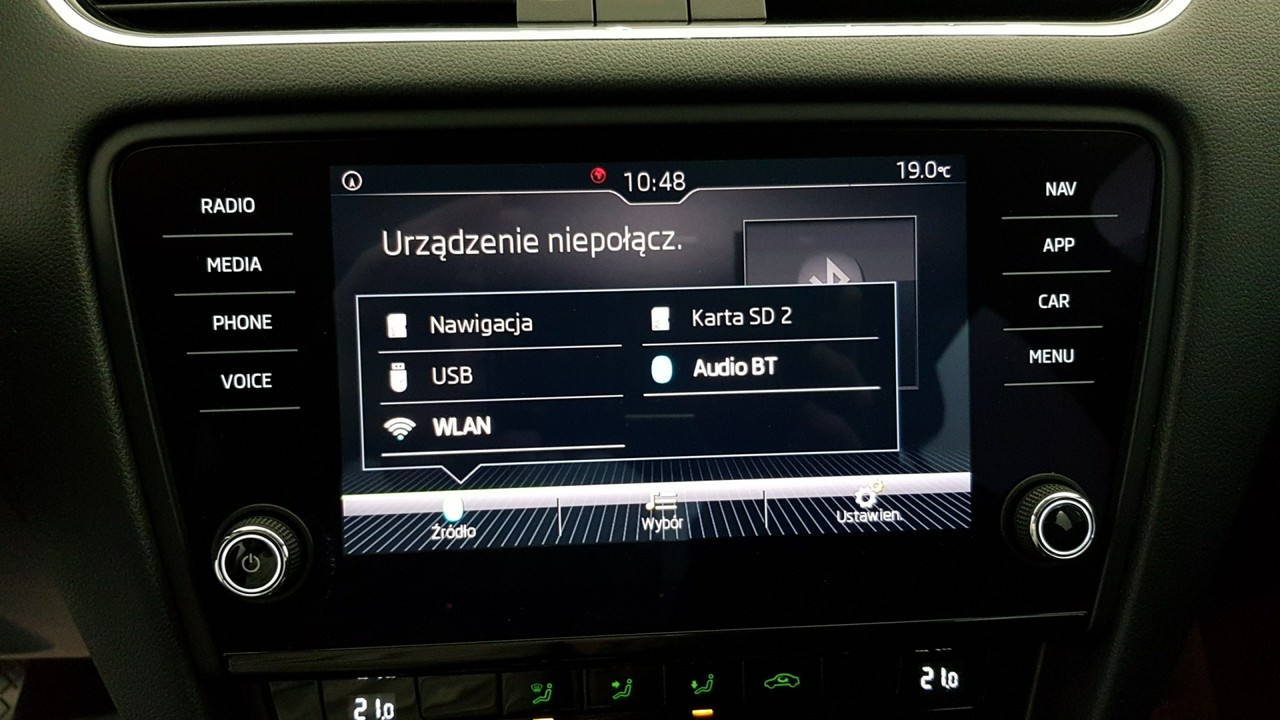 10:48
19.0°C
RADIO
MEDIA
PHONE
VOICE
Urządzenie niepołącz.
Nawigacja
Karta SD 2
USB
Audio BT
WLAN
Źródło
Wybór
Ustawien.
NAV
APP
CAR
MENU
21.0
21.0